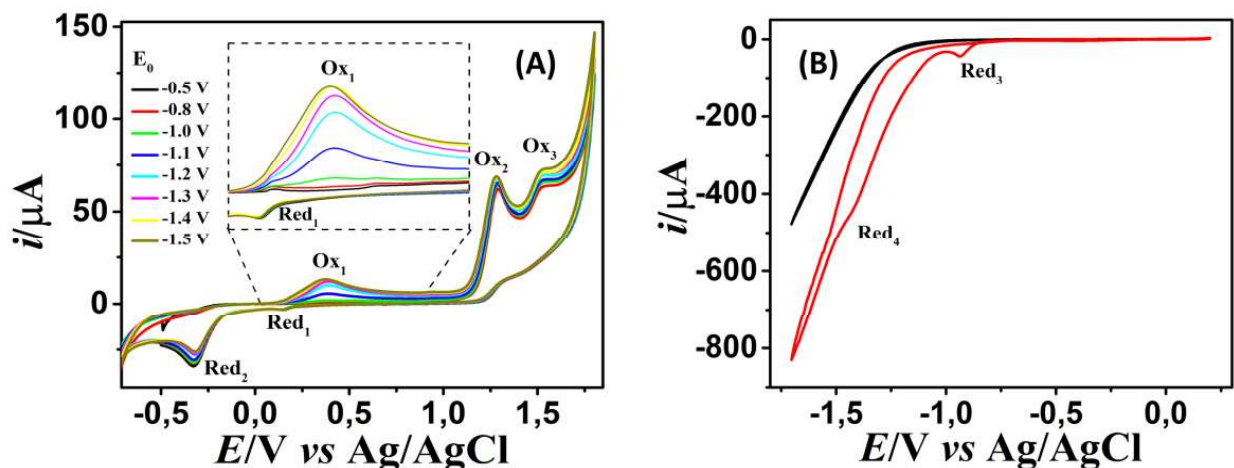 (A)
E0
-0.5 V
-0.8 V
-1.0 V
-1.1 V
-1.2 V
-1.3 V
-1.4 V
-1.5 V
Ox1
Red1
Ox1
Red1
Red2
Ox2
Ox3
150
100
50
0
i/μA
-0,5
0,0
0,5
1,0
1,5
E/V vs Ag/AgCl
(B)
Red3
Red4
0
-200
-400
-600
-800
i/μA
-1,5
-1,0
-0,5
0,0
E/V vs Ag/AgCl